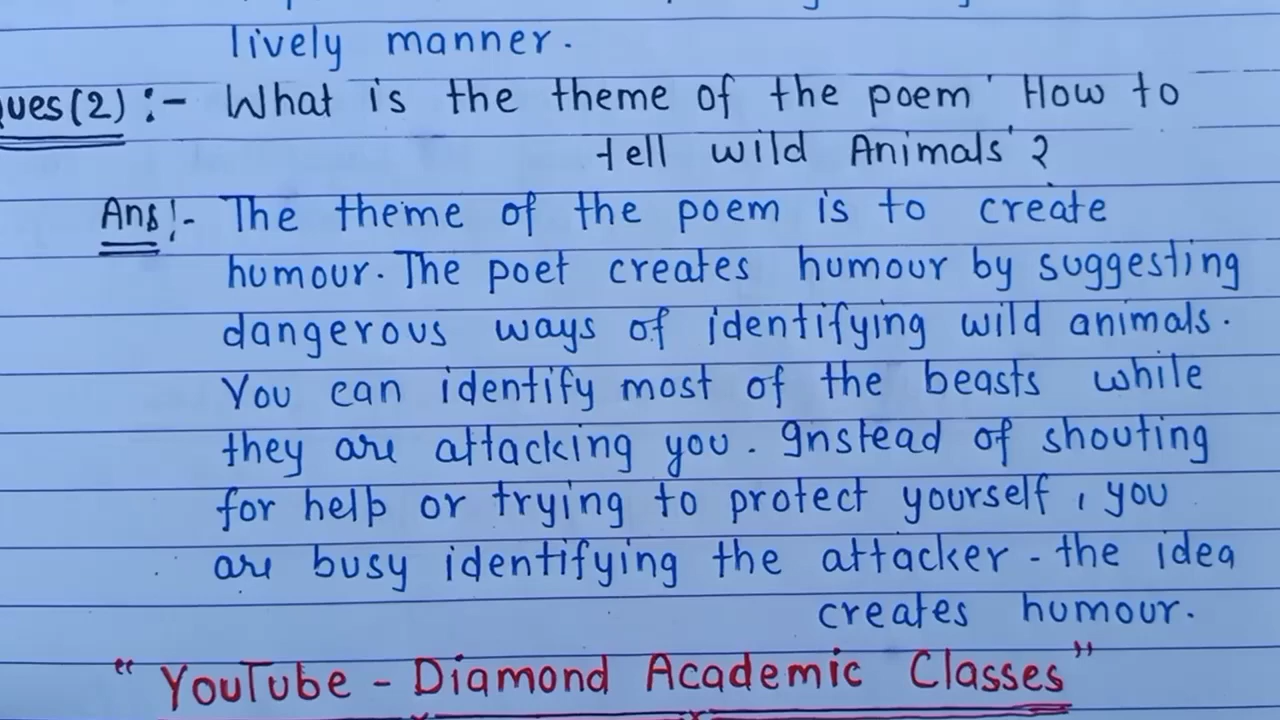 lively manner.
Ques(2) :- What is the theme of the poem 'How to
tell wild Animals'?
Ans:- The theme of the poem is to create
humour. The poet creates humour by suggesting
dangerous ways of identifying wild animals.
You can identify most of the beasts while
they are attacking you. Instead of shouting
for help or trying to protect yourself, you
are busy identifying the attacker - the idea
creates humour.
"YouTube - Diamond Academic Classes"